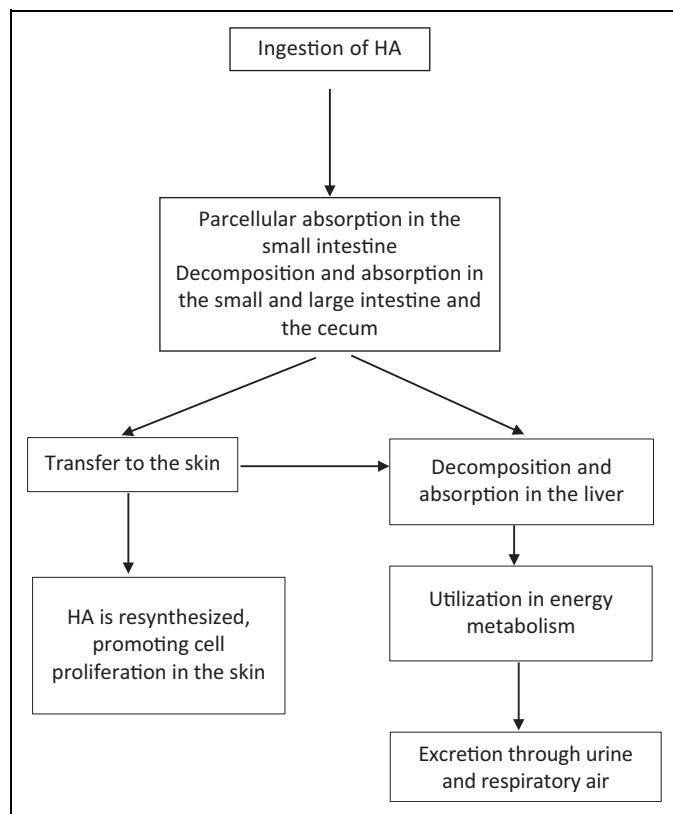 Ingestion of HA
Parcellular absorption in the
small intestine
Decomposition and absorption in
the small and large intestine and
the cecum
Transfer to the skin
Decomposition and
absorption in the liver
HA is resynthesized,
promoting cell
proliferation in the skin
Utilization in energy
metabolism
Excretion through urine
and respiratory air